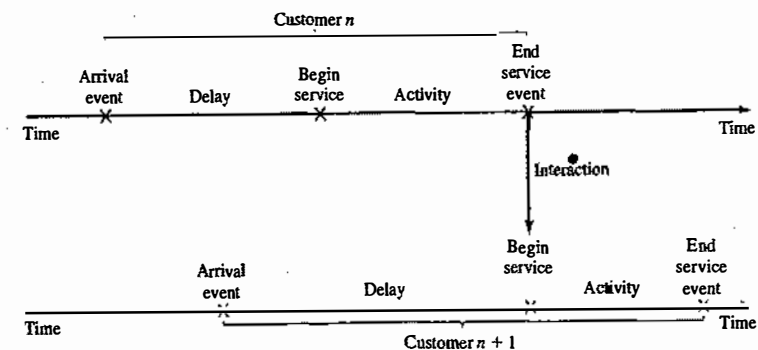 Customer n
Arrival event
Delay
Begin service
Activity
End service event
Time
Time
Interaction
Arrival event
Delay
Begin service
Activity
End service event
Time
Time
Customer n + 1